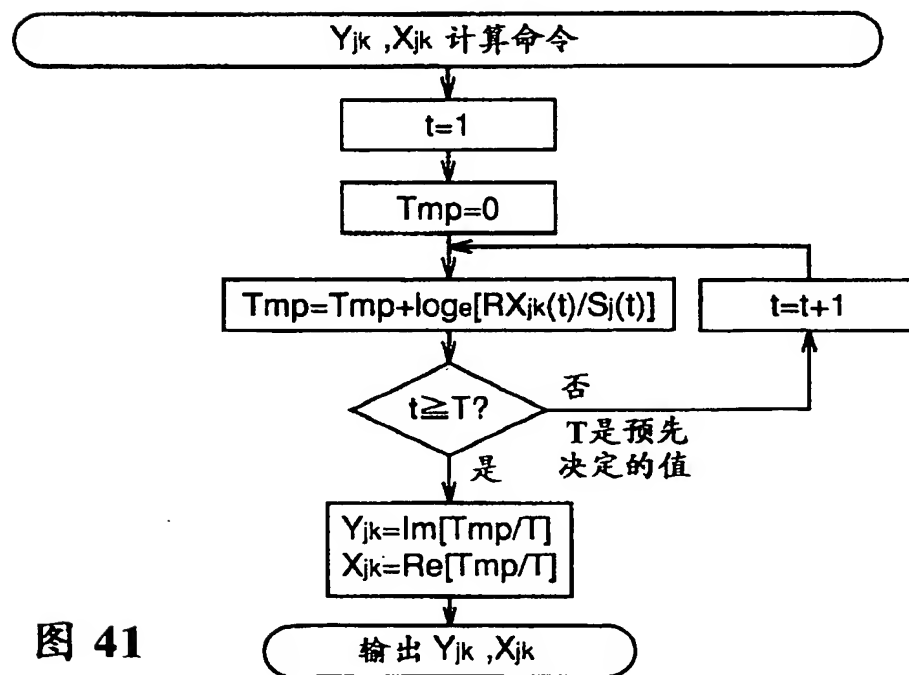 Yjk ,Xjk 计算命令
t=1
Tmp=0
Tmp=Tmp+loge[RXjk(t)/Sj(t)]
t=t+1
t≧T?
否
T是预先
决定的值
是
Yjk=Im[Tmp/T]
Xjk=Re[Tmp/T]
图 41
输出 Yjk ,Xjk